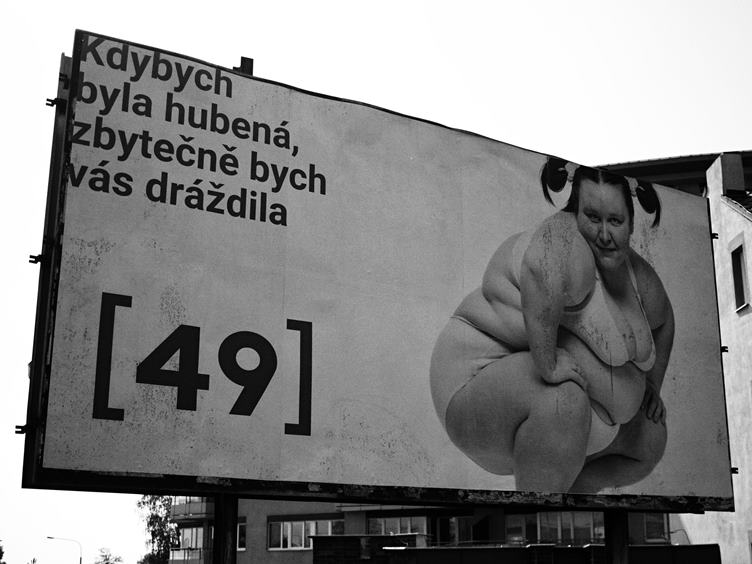 Kdybych
byla hubená,
zbytečně bych
vás dráždila
[49]